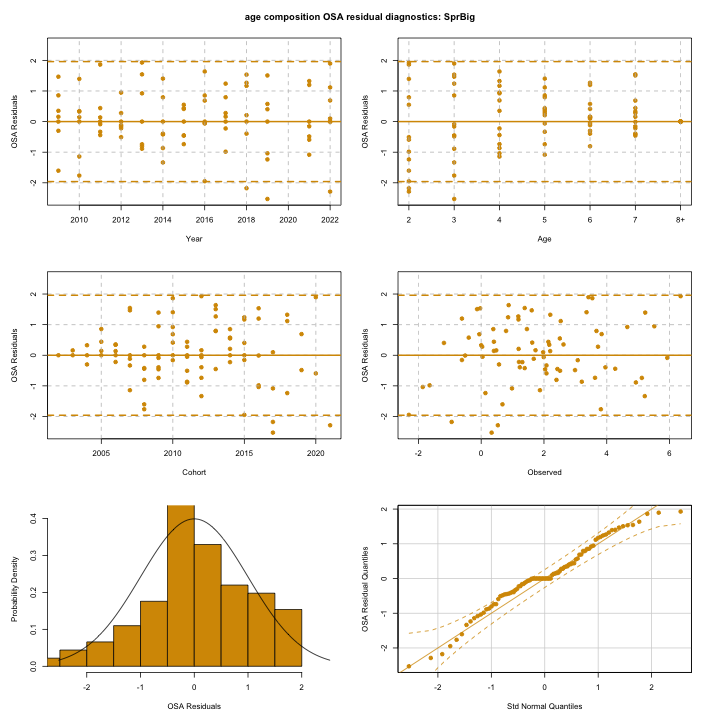 age composition OSA residual diagnostics: SprBig
OSA Residuals
2
1
0
-1
-2
2010 2012 2014 2016 2018 2020 2022
Year
OSA Residuals
2
1
0
-1
-2
2 3 4 5 6 7 8+
Age
OSA Residuals
2
1
0
-1
-2
2005 2010 2015 2020
Cohort
OSA Residuals
2
1
0
-1
-2
-2 0 2 4 6
Observed
Probability Density
0.4
0.3
0.2
0.1
0.0
-2 -1 0 1 2
OSA Residuals
OSA Residual Quantiles
2
1
0
-1
-2
-2 -1 0 1 2
Std Normal Quantiles